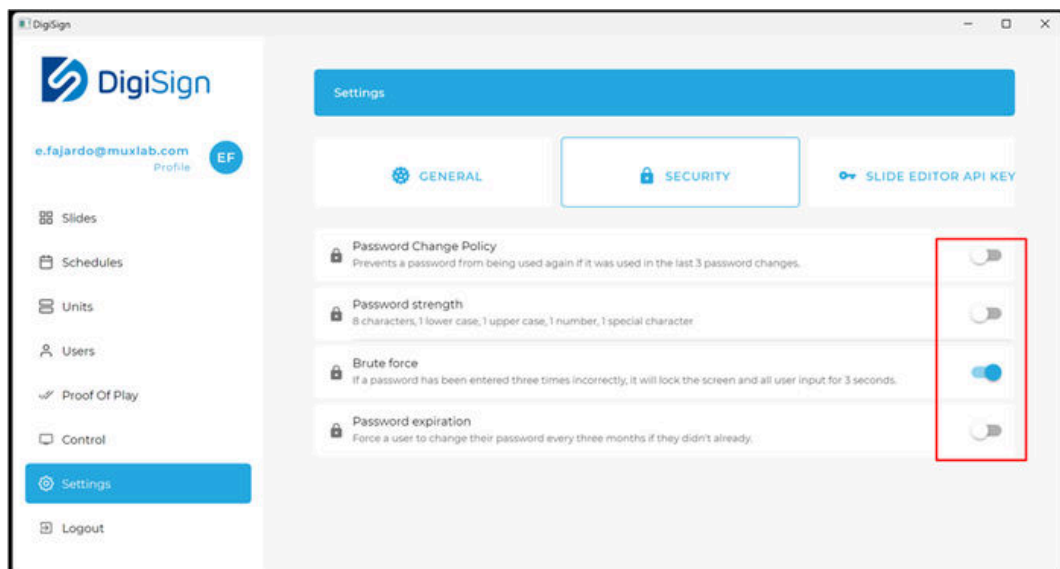 DigiSign
DigiSign
e.fajardo@muxlab.com
Profile
EF
Slides
Schedules
Units
Users
Proof Of Play
Control
Settings
Logout
Settings
GENERAL
SECURITY
SLIDE EDITOR API KEY
Password Change Policy
Prevents a password from being used again if it was used in the last 3 password changes.
Password strength
8 characters, 1 lower case, 1 upper case, 1 number, 1 special character
Brute force
If a password has been entered three times incorrectly, it will lock the screen and all user input for 3 seconds.
Password expiration
Force a user to change their password every three months if they didn't already.